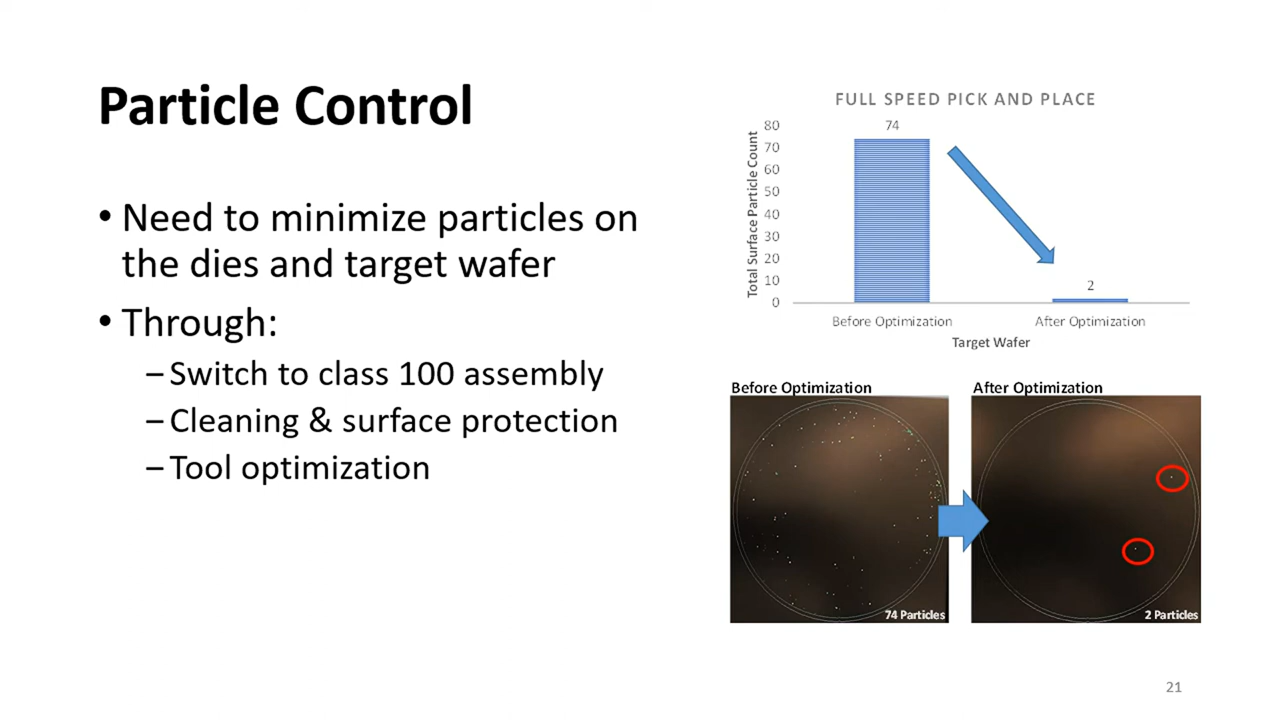 Particle Control
• Need to minimize particles on
the dies and target wafer
• Through:
– Switch to class 100 assembly
– Cleaning & surface protection
– Tool optimization
FULL SPEED PICK AND PLACE
Total Surface Particle Count
80
70
60
50
40
30
20
10
0
74
2
Before Optimization
After Optimization
Target Wafer
Before Optimization
After Optimization
74 Particles
2 Particles
21